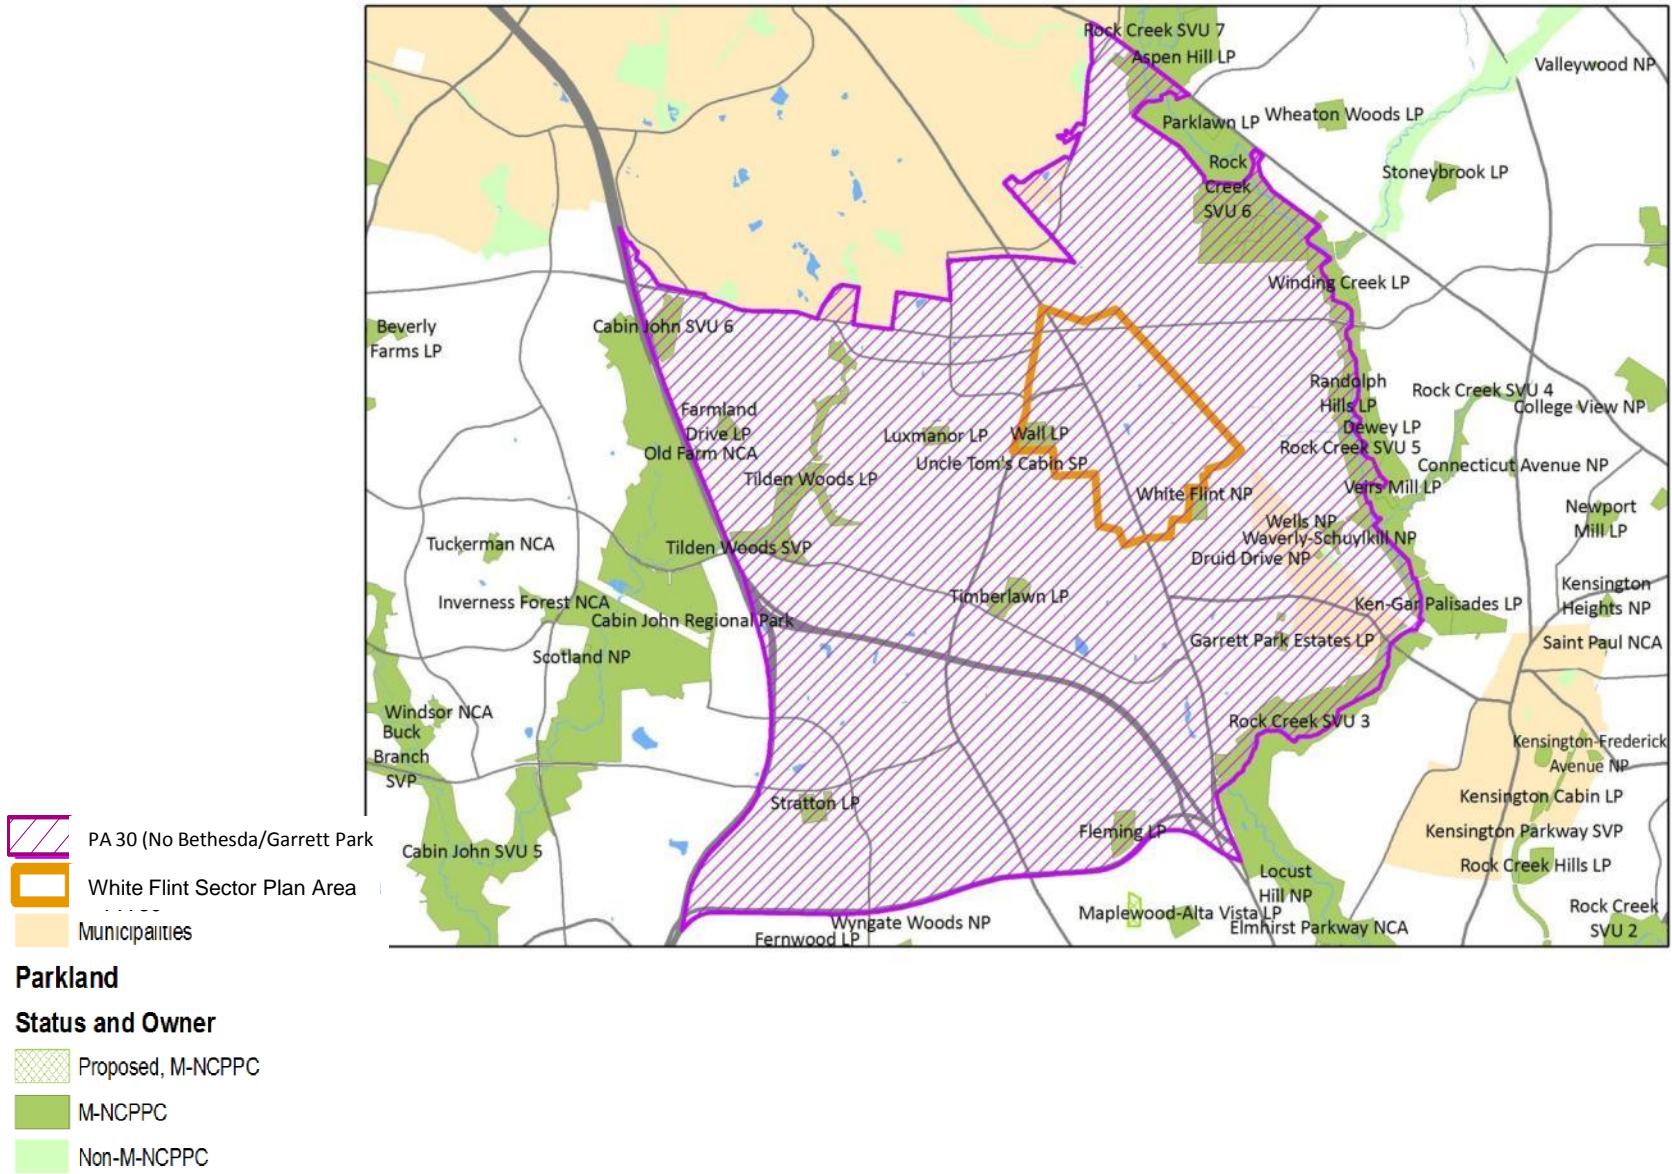 Rock Creek SVU 7
Aspen Hill LP
Valleywood NP
Parklawn LP
Wheaton Woods LP
Rock
Creek
SVU 6
Stoneybrook LP
Winding Creek LP
Beverly
Farms LP
Cabin John SVU 6
Randolph
Hills LP
Rock Creek SVU 4
College View NP
Farmland
Drive LP
Old Farm NCA
Luxmanor LP
Wall LP
Dewey LP
Rock Creek SVU 5
Uncle Tom's Cabin SP
Connecticut Avenue NP
Tilden Woods LP
White Flint NP
Veirs Mill LP
Newport
Mill LP
Wells NP
Waverly-Schuylkill NP
Druid Drive NP
Tuckerman NCA
Tilden Woods SVP
Kensington
Heights NP
Inverness Forest NCA
Cabin John Regional Park
Timberlawn LP
Ken-Gar Palisades LP
Garrett Park Estates LP
Saint Paul NCA
Scotland NP
Windsor NCA
Buck
Branch
SVP
Rock Creek SVU 3
Kensington-Frederick
Avenue NP
Stratton LP
Kensington Cabin LP
Fleming LP
Kensington Parkway SVP
Cabin John SVU 5
Rock Creek Hills LP
Locust
Hill NP
Maplewood-Alta Vista LP
Elmhirst Parkway NCA
Rock Creek
SVU 2
Wyngate Woods NP
Fernwood LP
PA 30 (No Bethesda/Garrett Park
White Flint Sector Plan Area
Municipalities
Parkland
Status and Owner
Proposed, M-NCPPC
M-NCPPC
Non-M-NCPPC